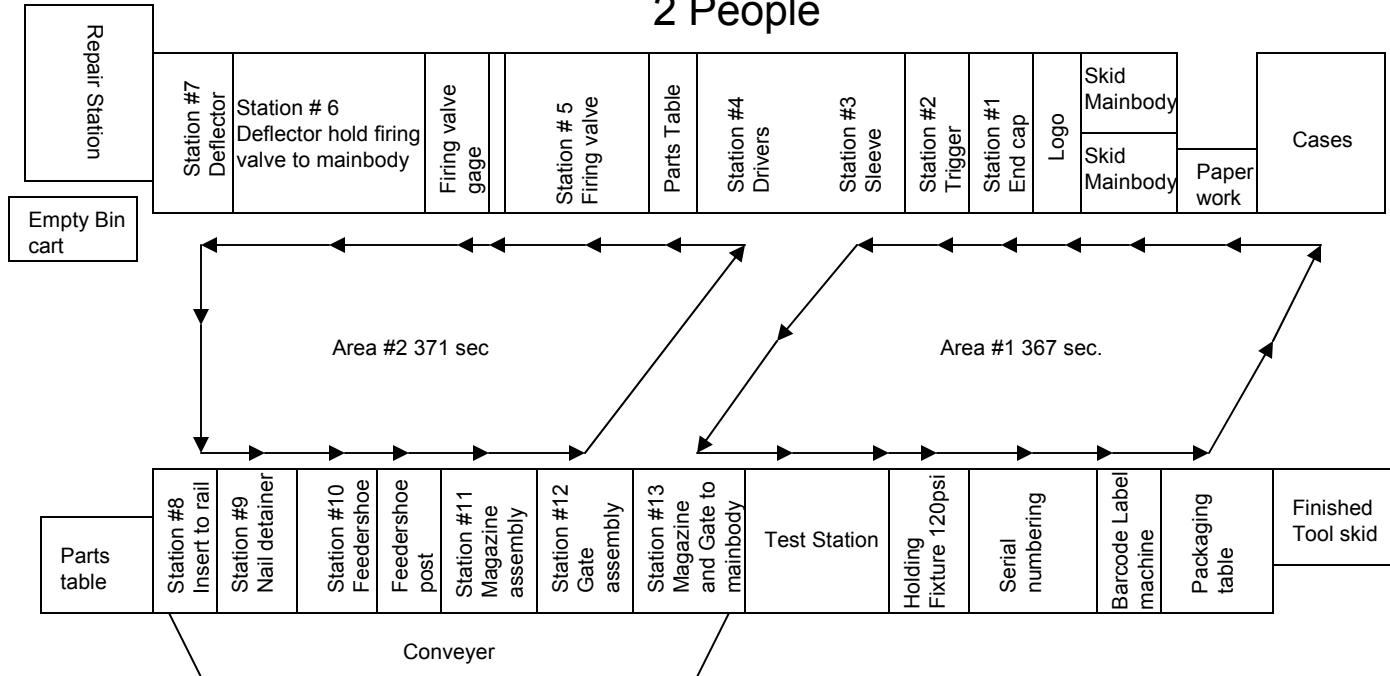 2 People
Repair Station
Station #7
Deflector
Station # 6
Deflector hold firing
valve to mainbody
Firing valve
gage
Station # 5
Firing valve
Parts Table
Station #4
Drivers
Station #3
Sleeve
Station #2
Trigger
Station #1
End cap
Logo
Skid
Mainbody
Skid
Mainbody
Paper
work
Cases
Empty Bin
cart
Area #2 371 sec
Area #1 367 sec.
Parts
table
Station #8
Insert to rail
Station #9
Nail detainer
Station #10
Feedershoe
Feedershoe
post
Station #11
Magazine
assembly
Station #12
Gate
assembly
Station #13
Magazine
and Gate to
mainbody
Test Station
Holding
Fixture 120psi
Serial
numbering
Barcode Label
machine
Packaging
table
Finished
Tool skid
Conveyer